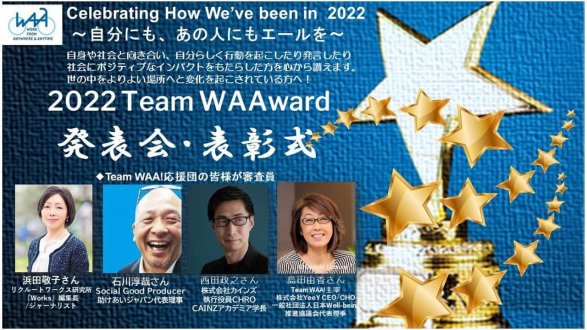 WAA
WORK
FROM
ANYWHERE & ANYTIME
Celebrating How We've been in 2022
～自分にも、あの人にもエールを～
自身や社会と向き合い、自分らしく行動を起こしたり発言したり
社会にポジティブなインパクトをもたらした方を心から讃えます。
世の中をよりよい場所へと変化を起こされている方へ！
2022 Team WAAward
発表会・表彰式
◆Team WAA!応援団の皆様が審査員
浜田敬子さん
リクルートワークス研究所
『Works』編集長
/ジャーナリスト
石川淳哉さん
Social Good Producer
助けあいジャパン代表理事
西田政之さん
株式会社カインズ
執行役員CHRO
CAINZアカデミア学長
島田由香さん
TeamWAA!主宰
株式会社YeeY CEO/CHO
一般社団法人日本Well-being
推進協議会代表理事